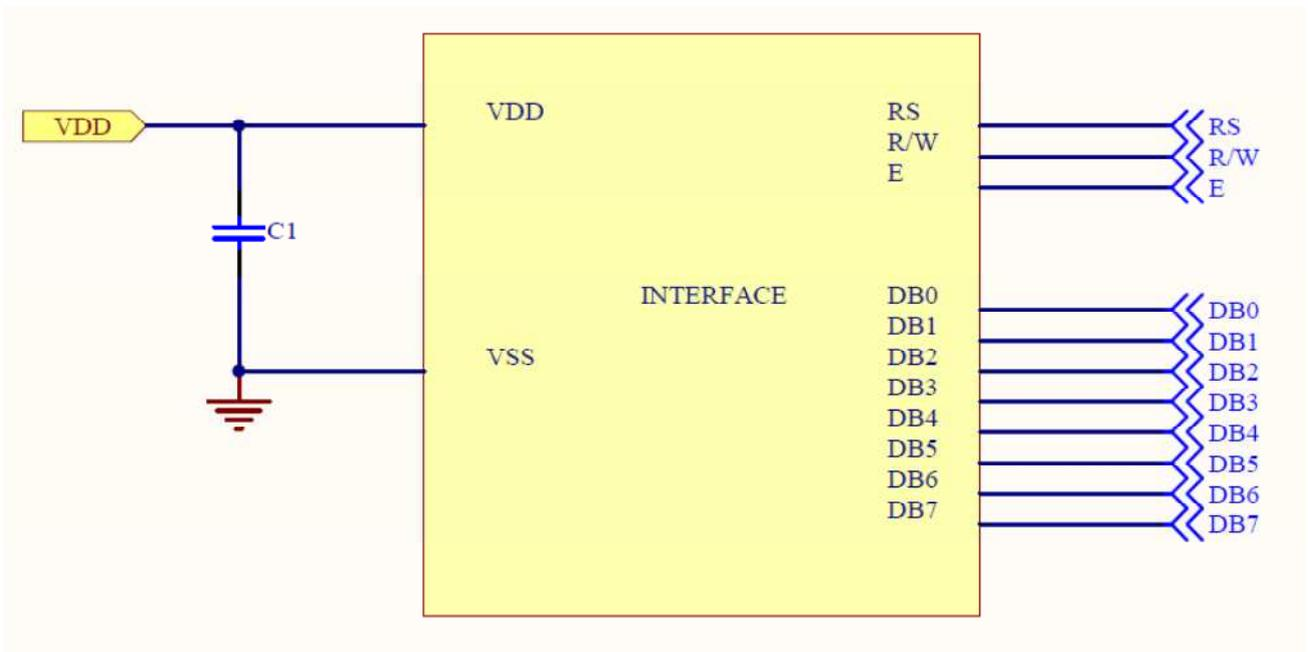 VDD
C1
VDD
VSS
INTERFACE
RS
R/W
E
DB0
DB1
DB2
DB3
DB4
DB5
DB6
DB7
RS
R/W
E
DB0
DB1
DB2
DB3
DB4
DB5
DB6
DB7